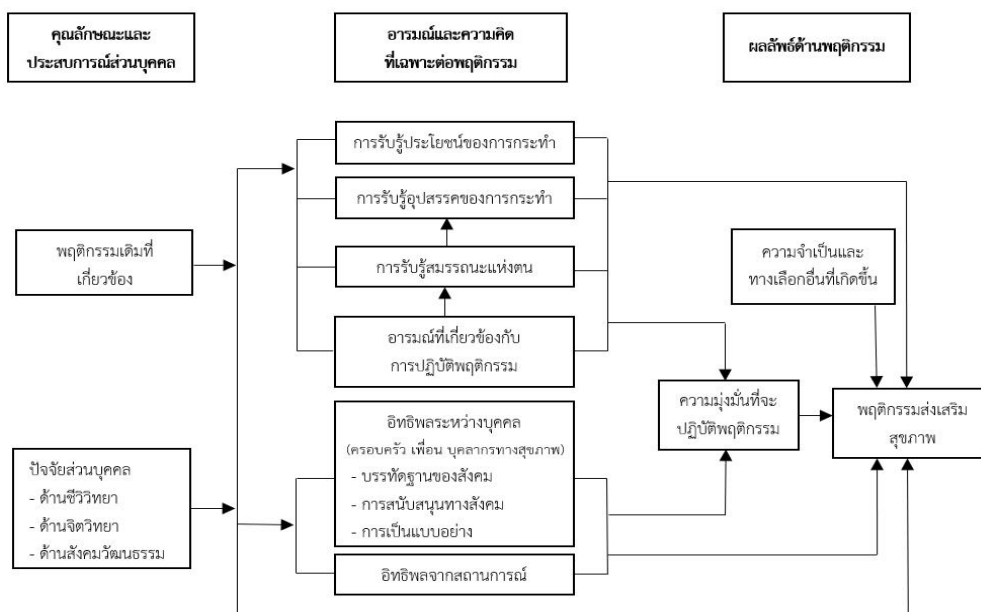 คุณลักษณะและ
ประสบการณ์ส่วนบุคคล
อารมณ์และความคิด
ที่เฉพาะต่อพฤติกรรม
ผลลัพธ์ด้านพฤติกรรม
การรับรู้ประโยชน์ของการกระทำ
การรับรู้อุปสรรคของการกระทำ
พฤติกรรมเดิมที่
เกี่ยวข้อง
การรับรู้สมรรถนะแห่งตน
ความจำเป็นและ
ทางเลือกอื่นที่เกิดขึ้น
อารมณ์ที่เกี่ยวข้องกับ
การปฏิบัติพฤติกรรม
ความมุ่งมั่นที่จะ
ปฏิบัติพฤติกรรม
พฤติกรรมส่งเสริม
สุขภาพ
ปัจจัยส่วนบุคคล
- ด้านชีววิทยา
- ด้านจิตวิทยา
- ด้านสังคมวัฒนธรรม
อิทธิพลระหว่างบุคคล
(ครอบครัว เพื่อน บุคลากรทางสุขภาพ)
- บรรทัดฐานของสังคม
- การสนับสนุนทางสังคม
- การเป็นแบบอย่าง
อิทธิพลจากสถานการณ์